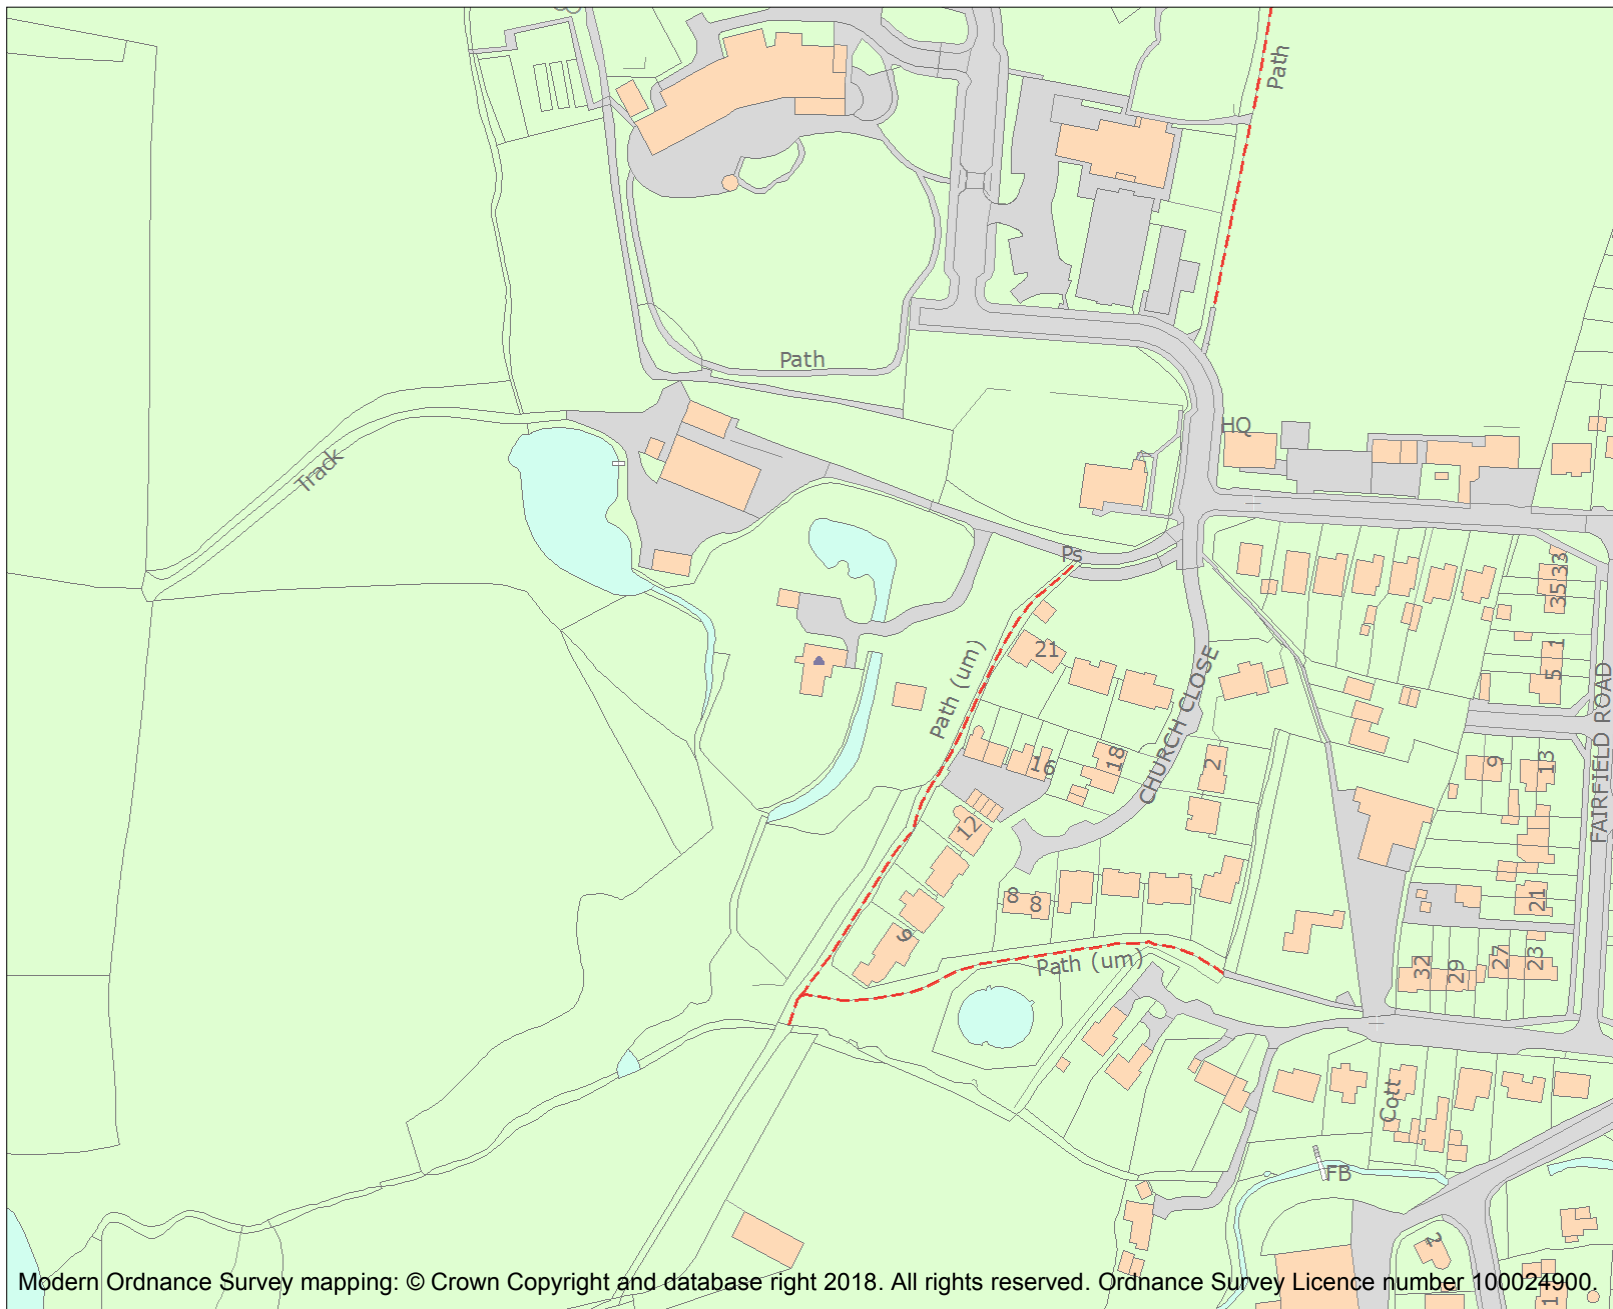 Path
Path
HQ
Track
Ps
Path (um)
21
CHURCH CLOSE
35 33
5 1
FAIRFIELD ROAD
16
18
2
9
13
12
8
8
9
21
Path (um)
32
29
27
23
Cott
FB
2
Modern Ordnance Survey mapping: © Crown Copyright and database right 2018. All rights reserved. Ordnance Survey Licence number 100024900.